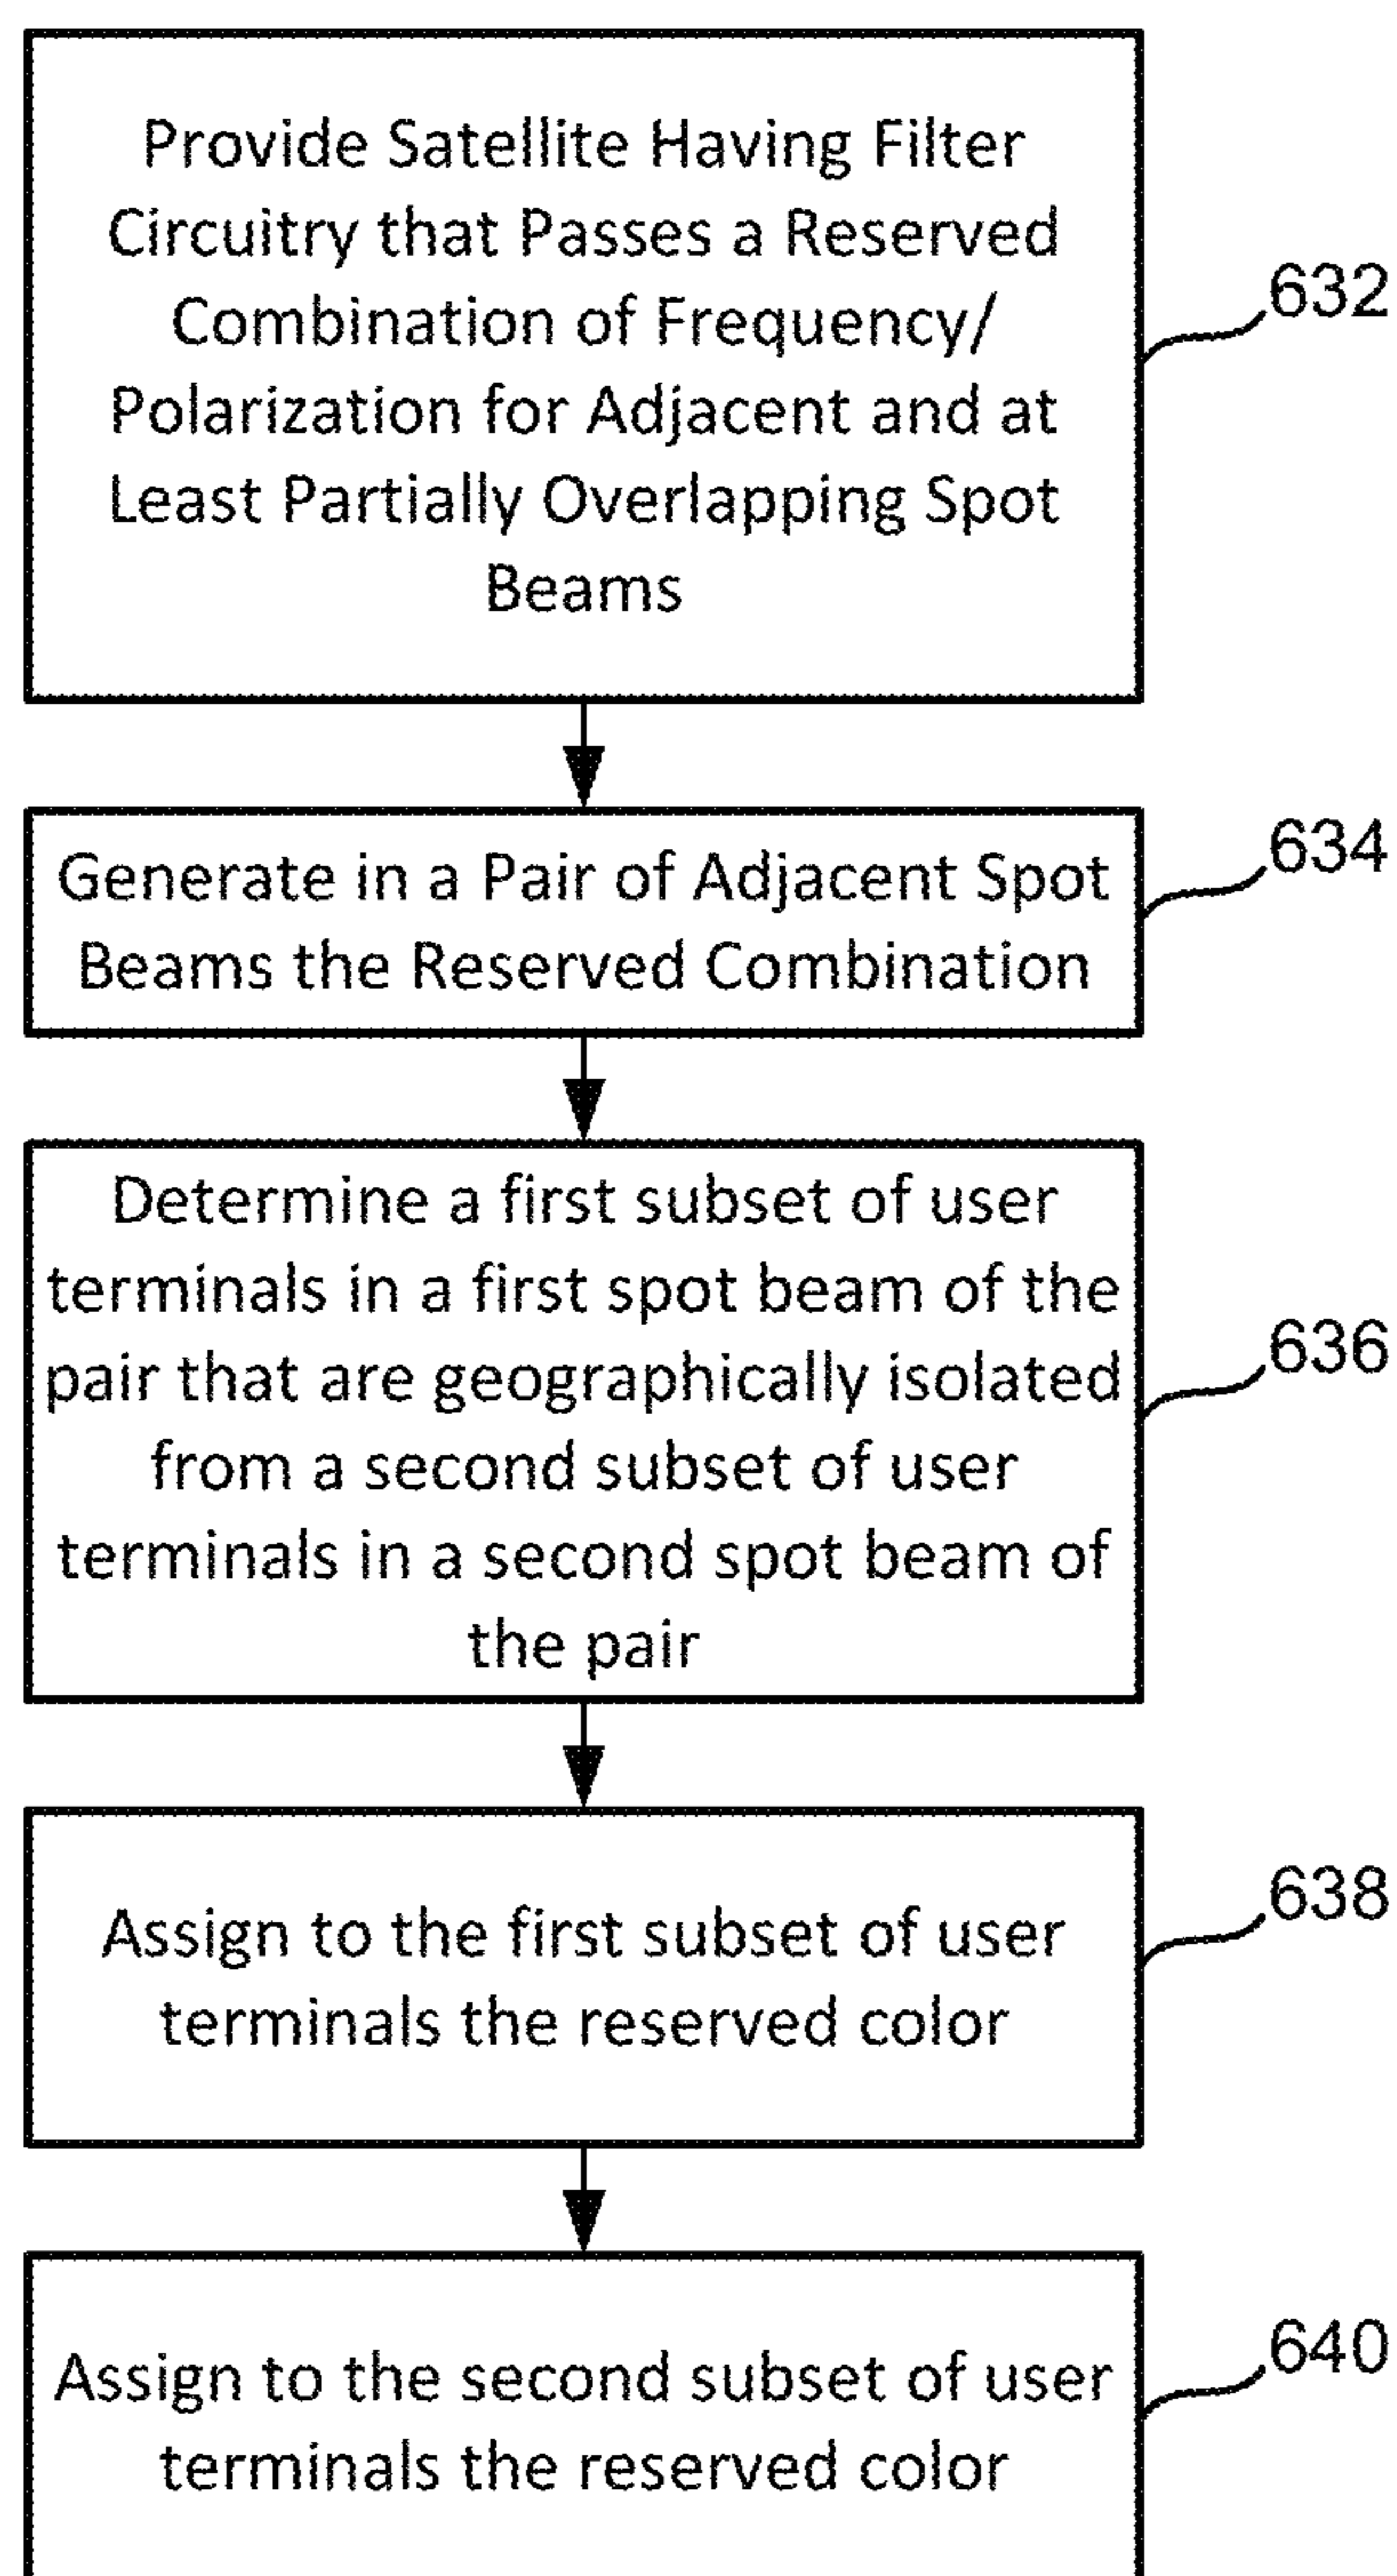 Provide Satellite Having Filter
Circuitry that Passes a Reserved
Combination of Frequency/
Polarization for Adjacent and at
Least Partially Overlapping Spot
Beams
632
Generate in a Pair of Adjacent Spot
Beams the Reserved Combination
634
Determine a first subset of user
terminals in a first spot beam of the
pair that are geographically isolated
from a second subset of user
terminals in a second spot beam of
the pair
636
Assign to the first subset of user
terminals the reserved color
638
Assign to the second subset of user
terminals the reserved color
640